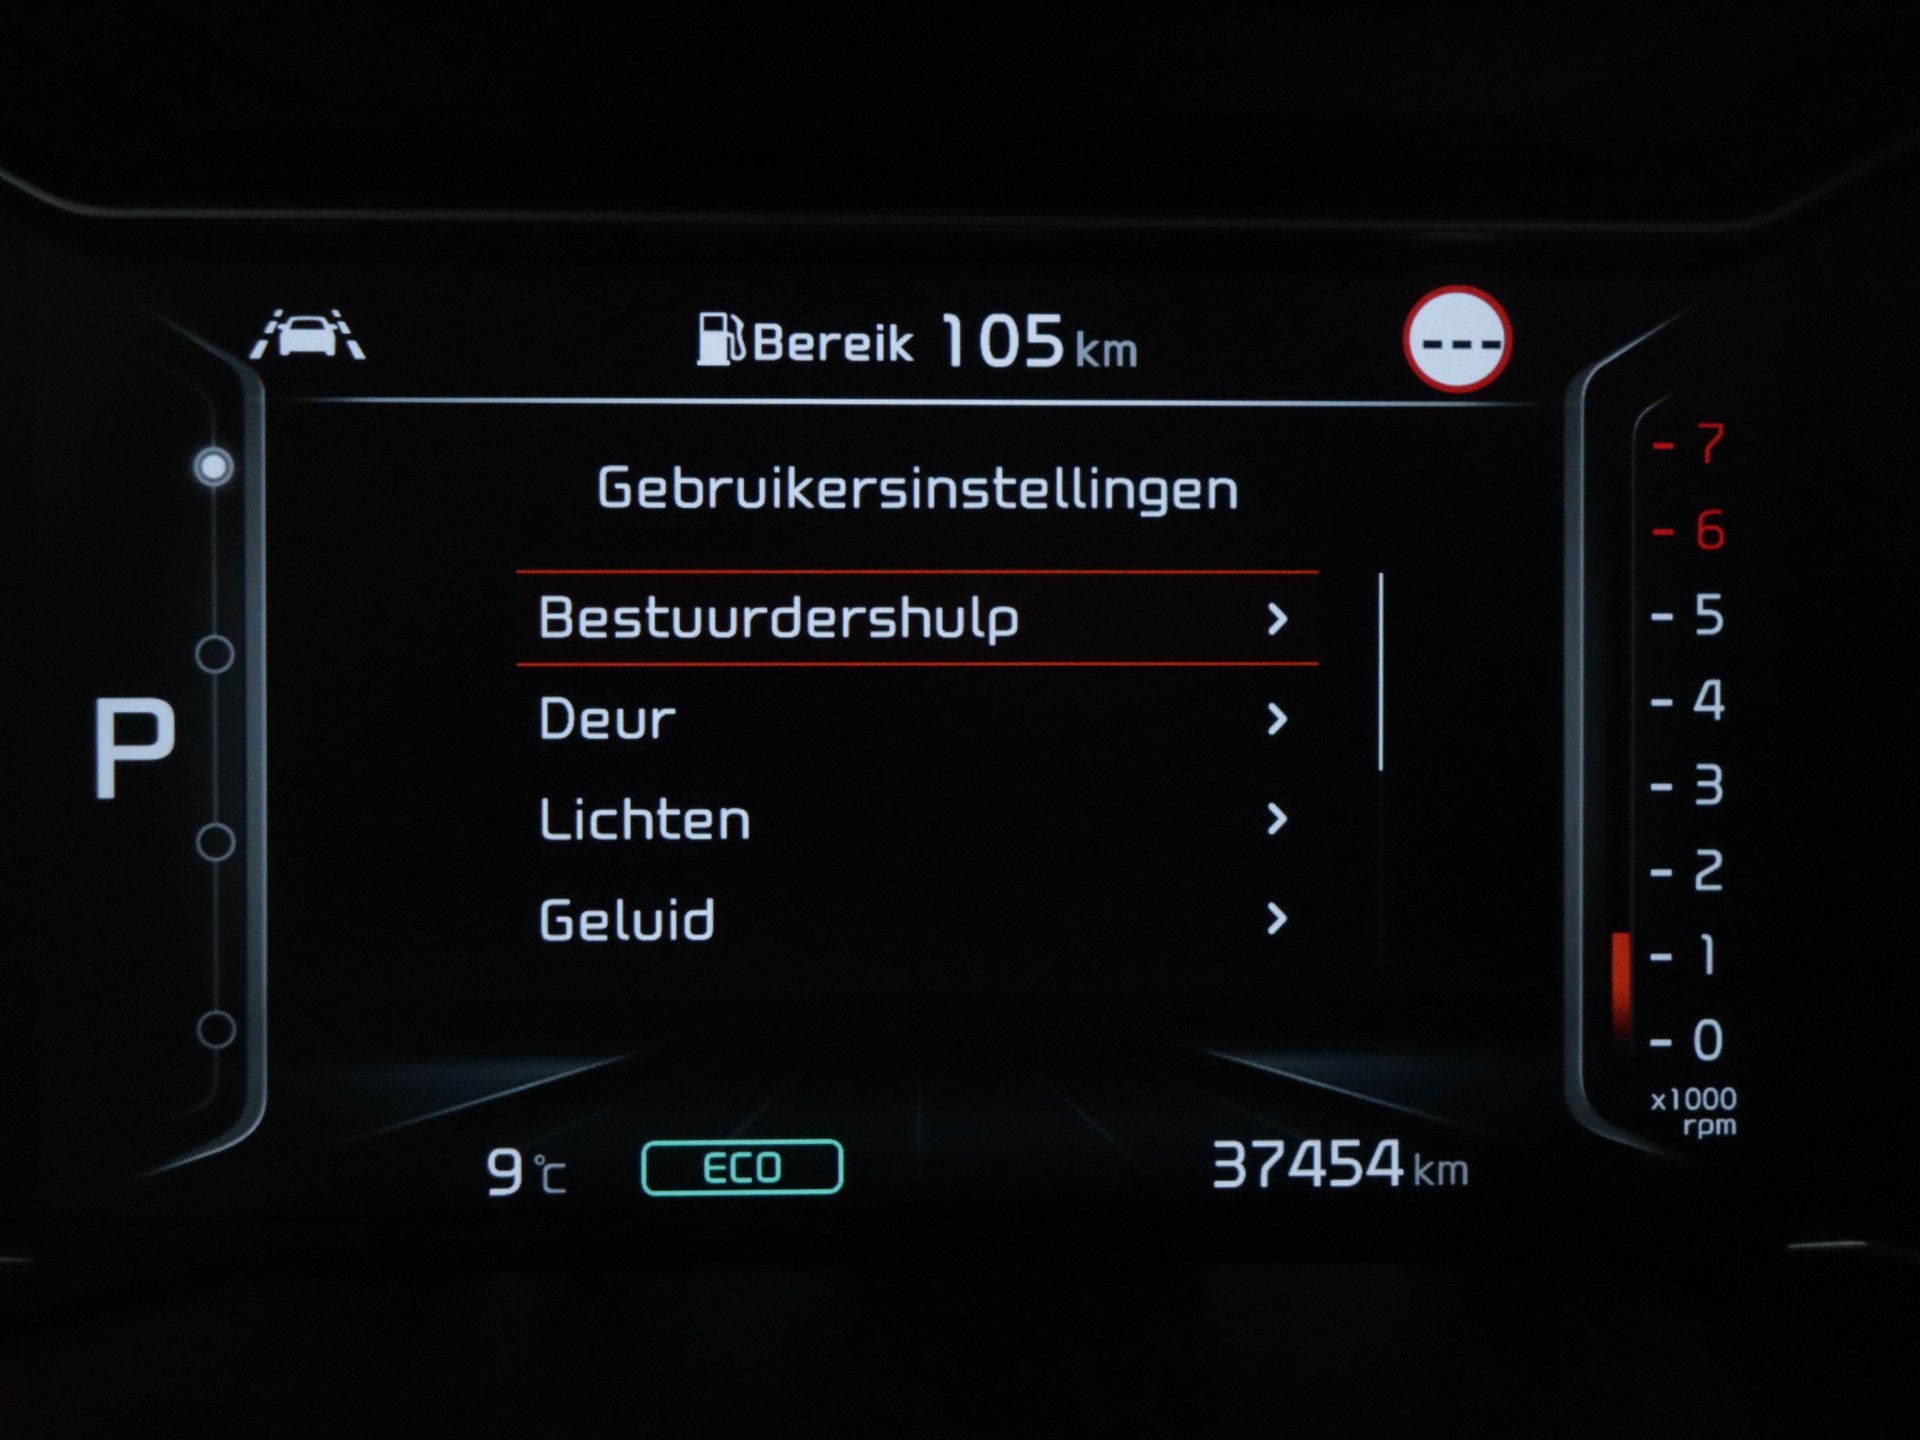 Bereik 105 km
---
Gebruikersinstellingen
Bestuurdershulp
Deur
Lichten
Geluid
P
- 7
- 6
- 5
- 4
- 3
- 2
- 1
- 0
x1000
rpm
9 °C
ECO
37454 km